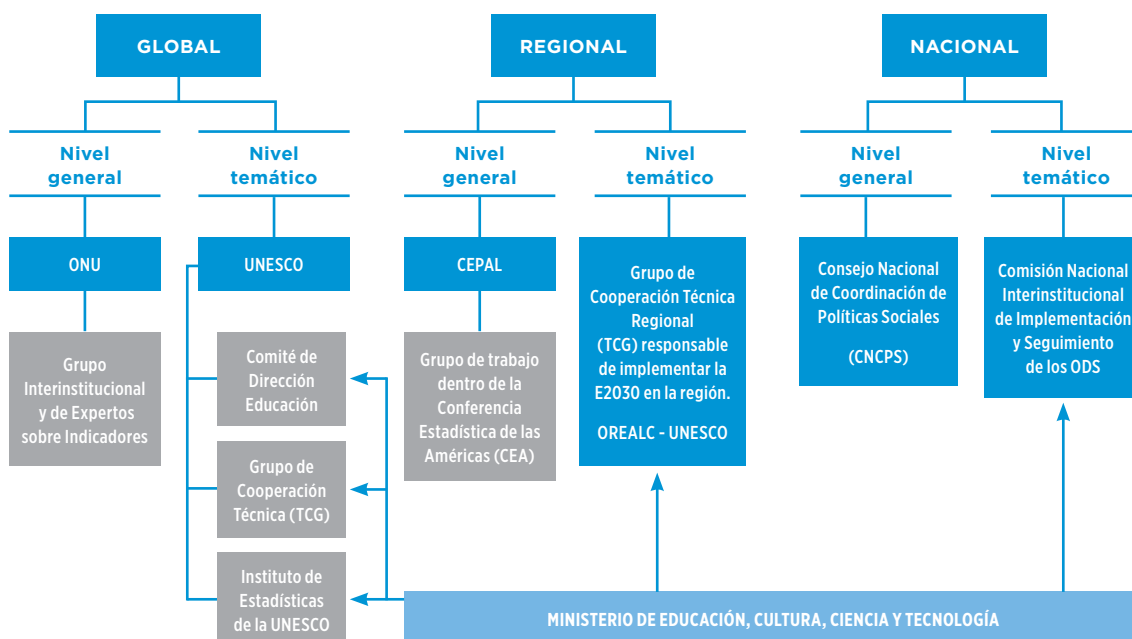 GLOBAL
REGIONAL
NACIONAL
Nivel
general
Nivel
temático
Nivel
general
Nivel
temático
Nivel
general
Nivel
temático
ONU
UNESCO
CEPAL
Grupo de
Cooperación Técnica
Regional
(TCG) responsable
de implementar la
E2030 en la región.
OREALC - UNESCO
Consejo Nacional
de Coordinación de
Políticas Sociales
(CNCPS)
Comisión Nacional
Interinstitucional
de Implementación
y Seguimiento
de los ODS
Grupo
Interinstitucional
y de Expertos
sobre Indicadores
Comité de
Dirección
Educación
Grupo de trabajo
dentro de la
Conferencia
Estadística de las
Américas (CEA)
Grupo de
Cooperación
Técnica (TCG)
Instituto de
Estadísticas
de la UNESCO
MINISTERIO DE EDUCACIÓN, CULTURA, CIENCIA Y TECNOLOGÍA